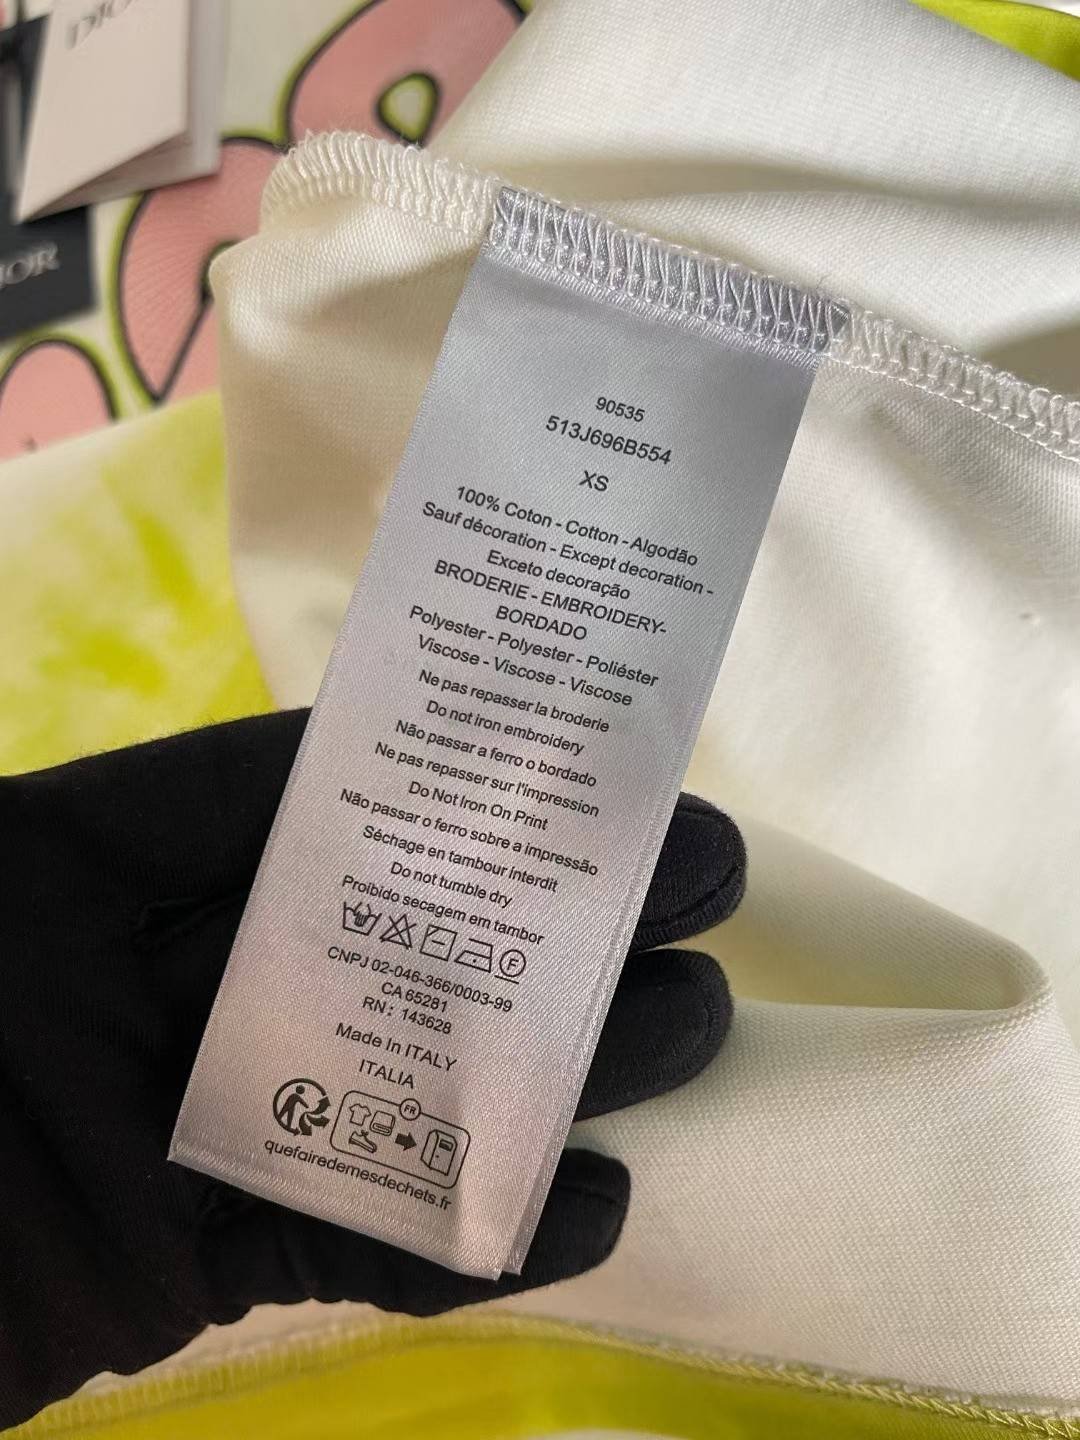 DIOR
90535
513J696B554
XS
100% Coton - Cotton - Algodão
Sauf décoration - Except decoration -
Exceto decoração
BRODERIE - EMBROIDERY-
BORDADO
Polyester - Polyester - Poliéster
Viscose - Viscose - Viscose
Ne pas repasser la broderie
Do not iron embroidery
Não passar a ferro o bordado
Ne pas repasser sur l'impression
Do Not Iron On Print
Não passar o ferro sobre a impressão
Séchage en tambour interdit
Do not tumble dry
Proibido secagem em tambor
F
CNPJ 02-046-366/0003-99
CA 65281
RN: 143628
Made In ITALY
ITALIA
FR
quefairedemesdechets.fr